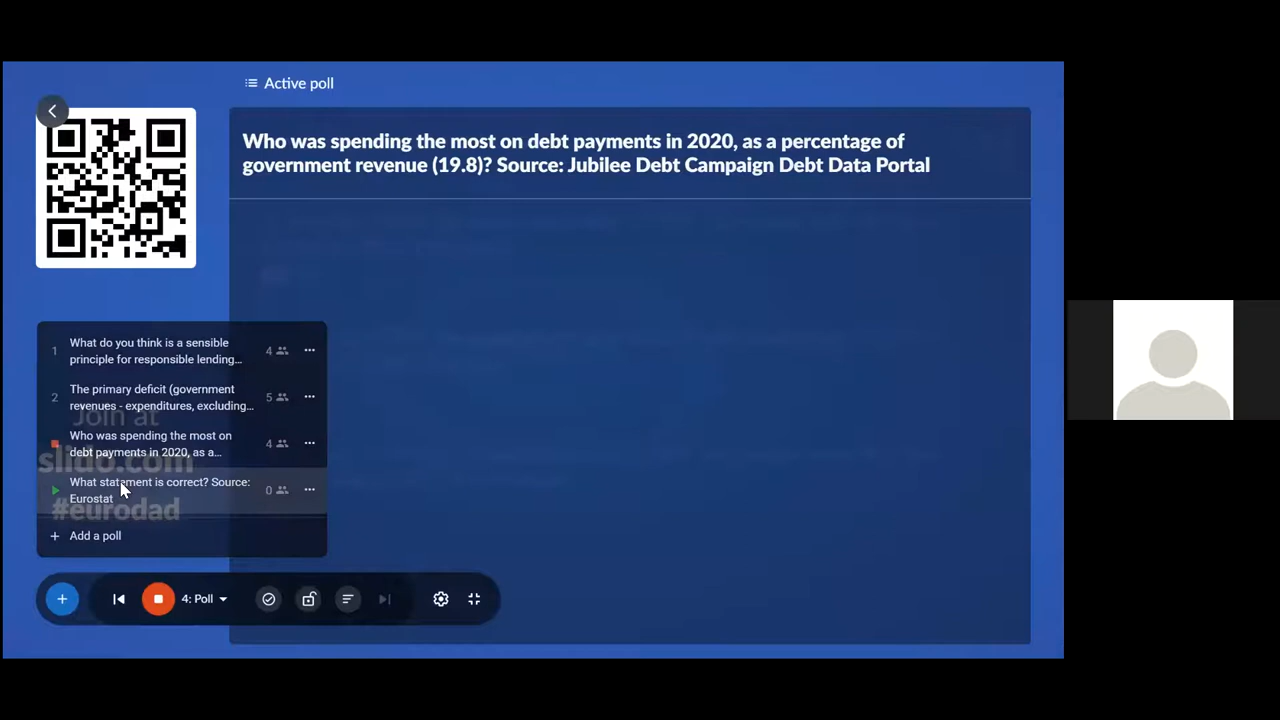 Active poll
Who was spending the most on debt payments in 2020, as a percentage of
government revenue (19.8)? Source: Jubilee Debt Campaign Debt Data Portal
1 What do you think is a sensible
principle for responsible lending… 4
2 The primary deficit (government
revenues - expenditures, excluding… 5
Join at
Who was spending the most on
debt payments in 2020, as a… 4
slido.com
What statement is correct? Source:
Eurostat 0
#eurodad
+ Add a poll
4: Poll